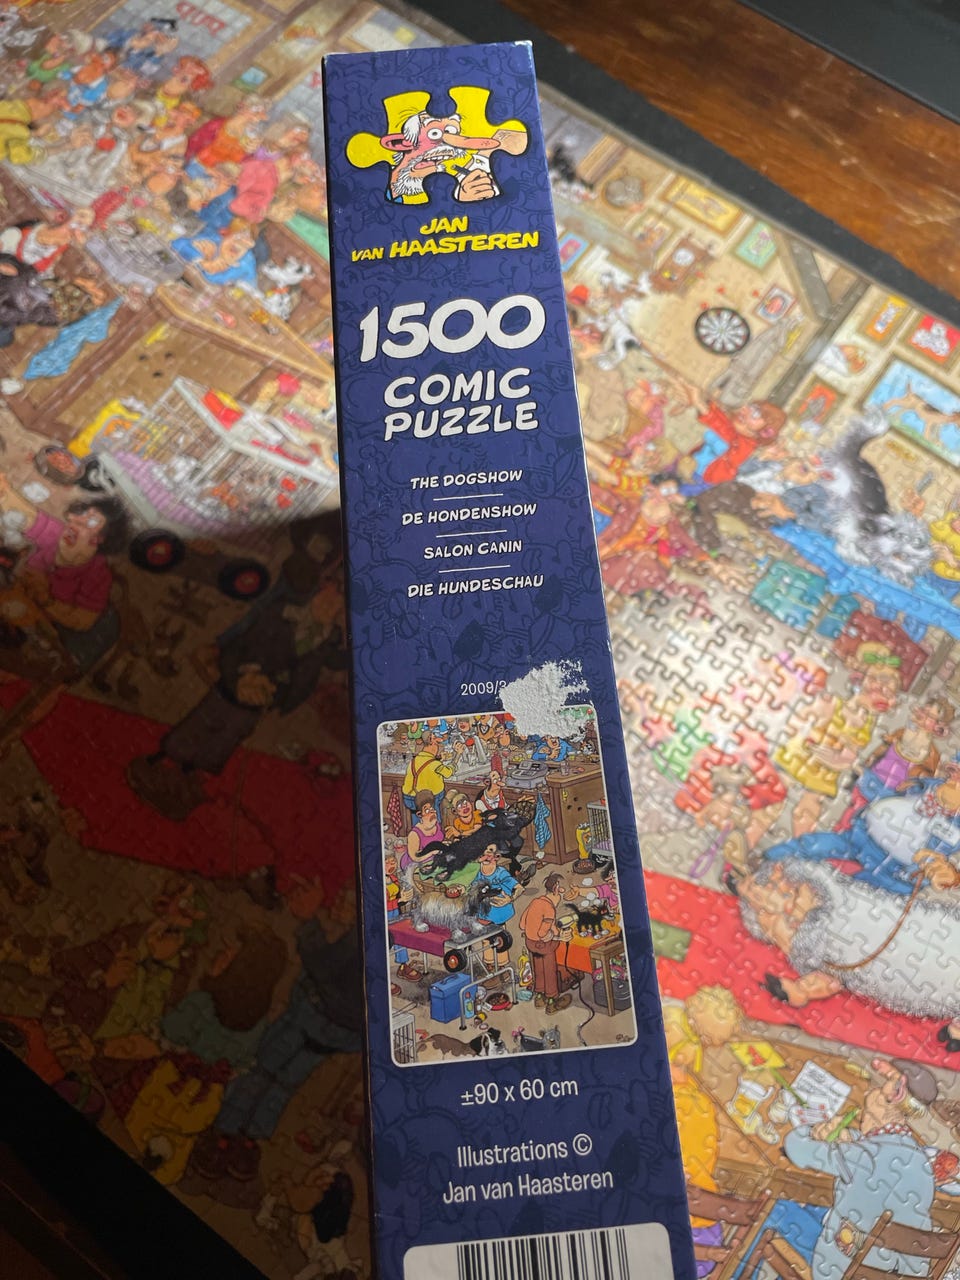 JAN
VAN HAASTEREN
1500
COMIC
PUZZLE
THE DOGSHOW
DE HONDENSHOW
SALON CANIN
DIE HUNDESCHAU
±90 x 60 cm
Illustrations ©
Jan van Haasteren